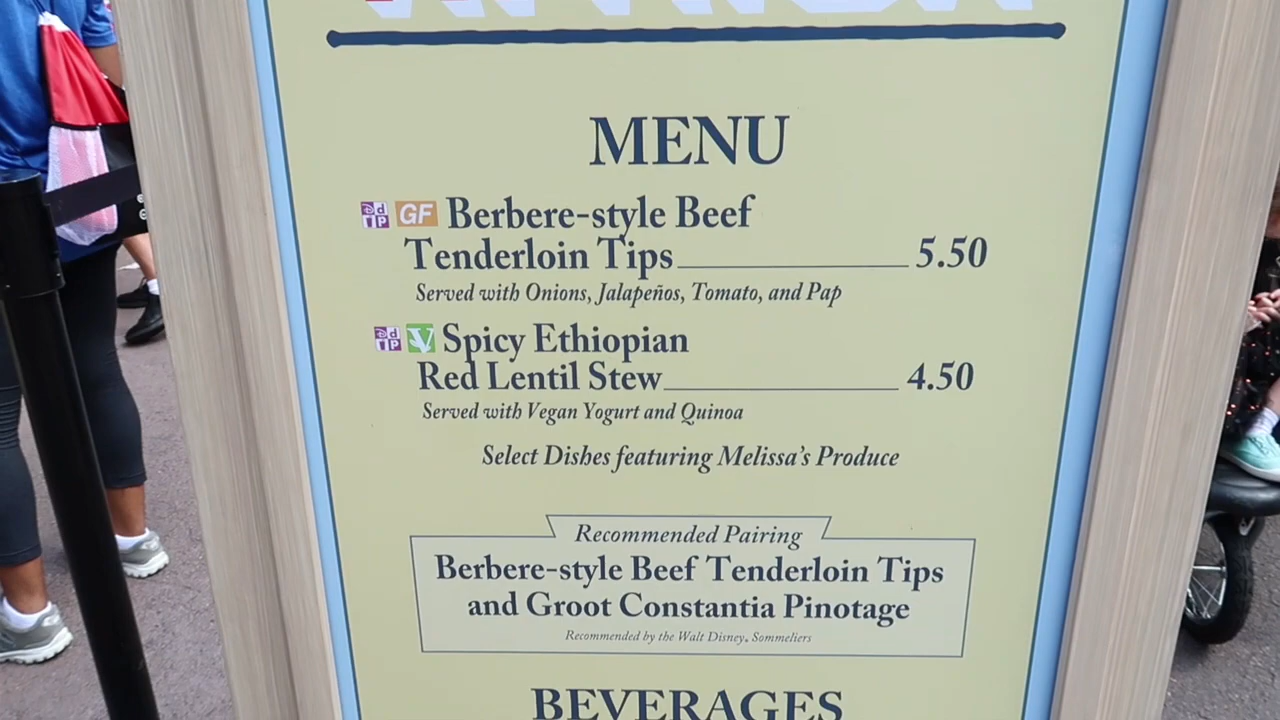 MENU
GF Berbere-style Beef
Tenderloin Tips 5.50
Served with Onions, Jalapeños, Tomato, and Pap
V Spicy Ethiopian
Red Lentil Stew 4.50
Served with Vegan Yogurt and Quinoa
Select Dishes featuring Melissa's Produce
Recommended Pairing
Berbere-style Beef Tenderloin Tips
and Groot Constantia Pinotage
Recommended by the Walt Disney® Sommeliers
BEVERAGES